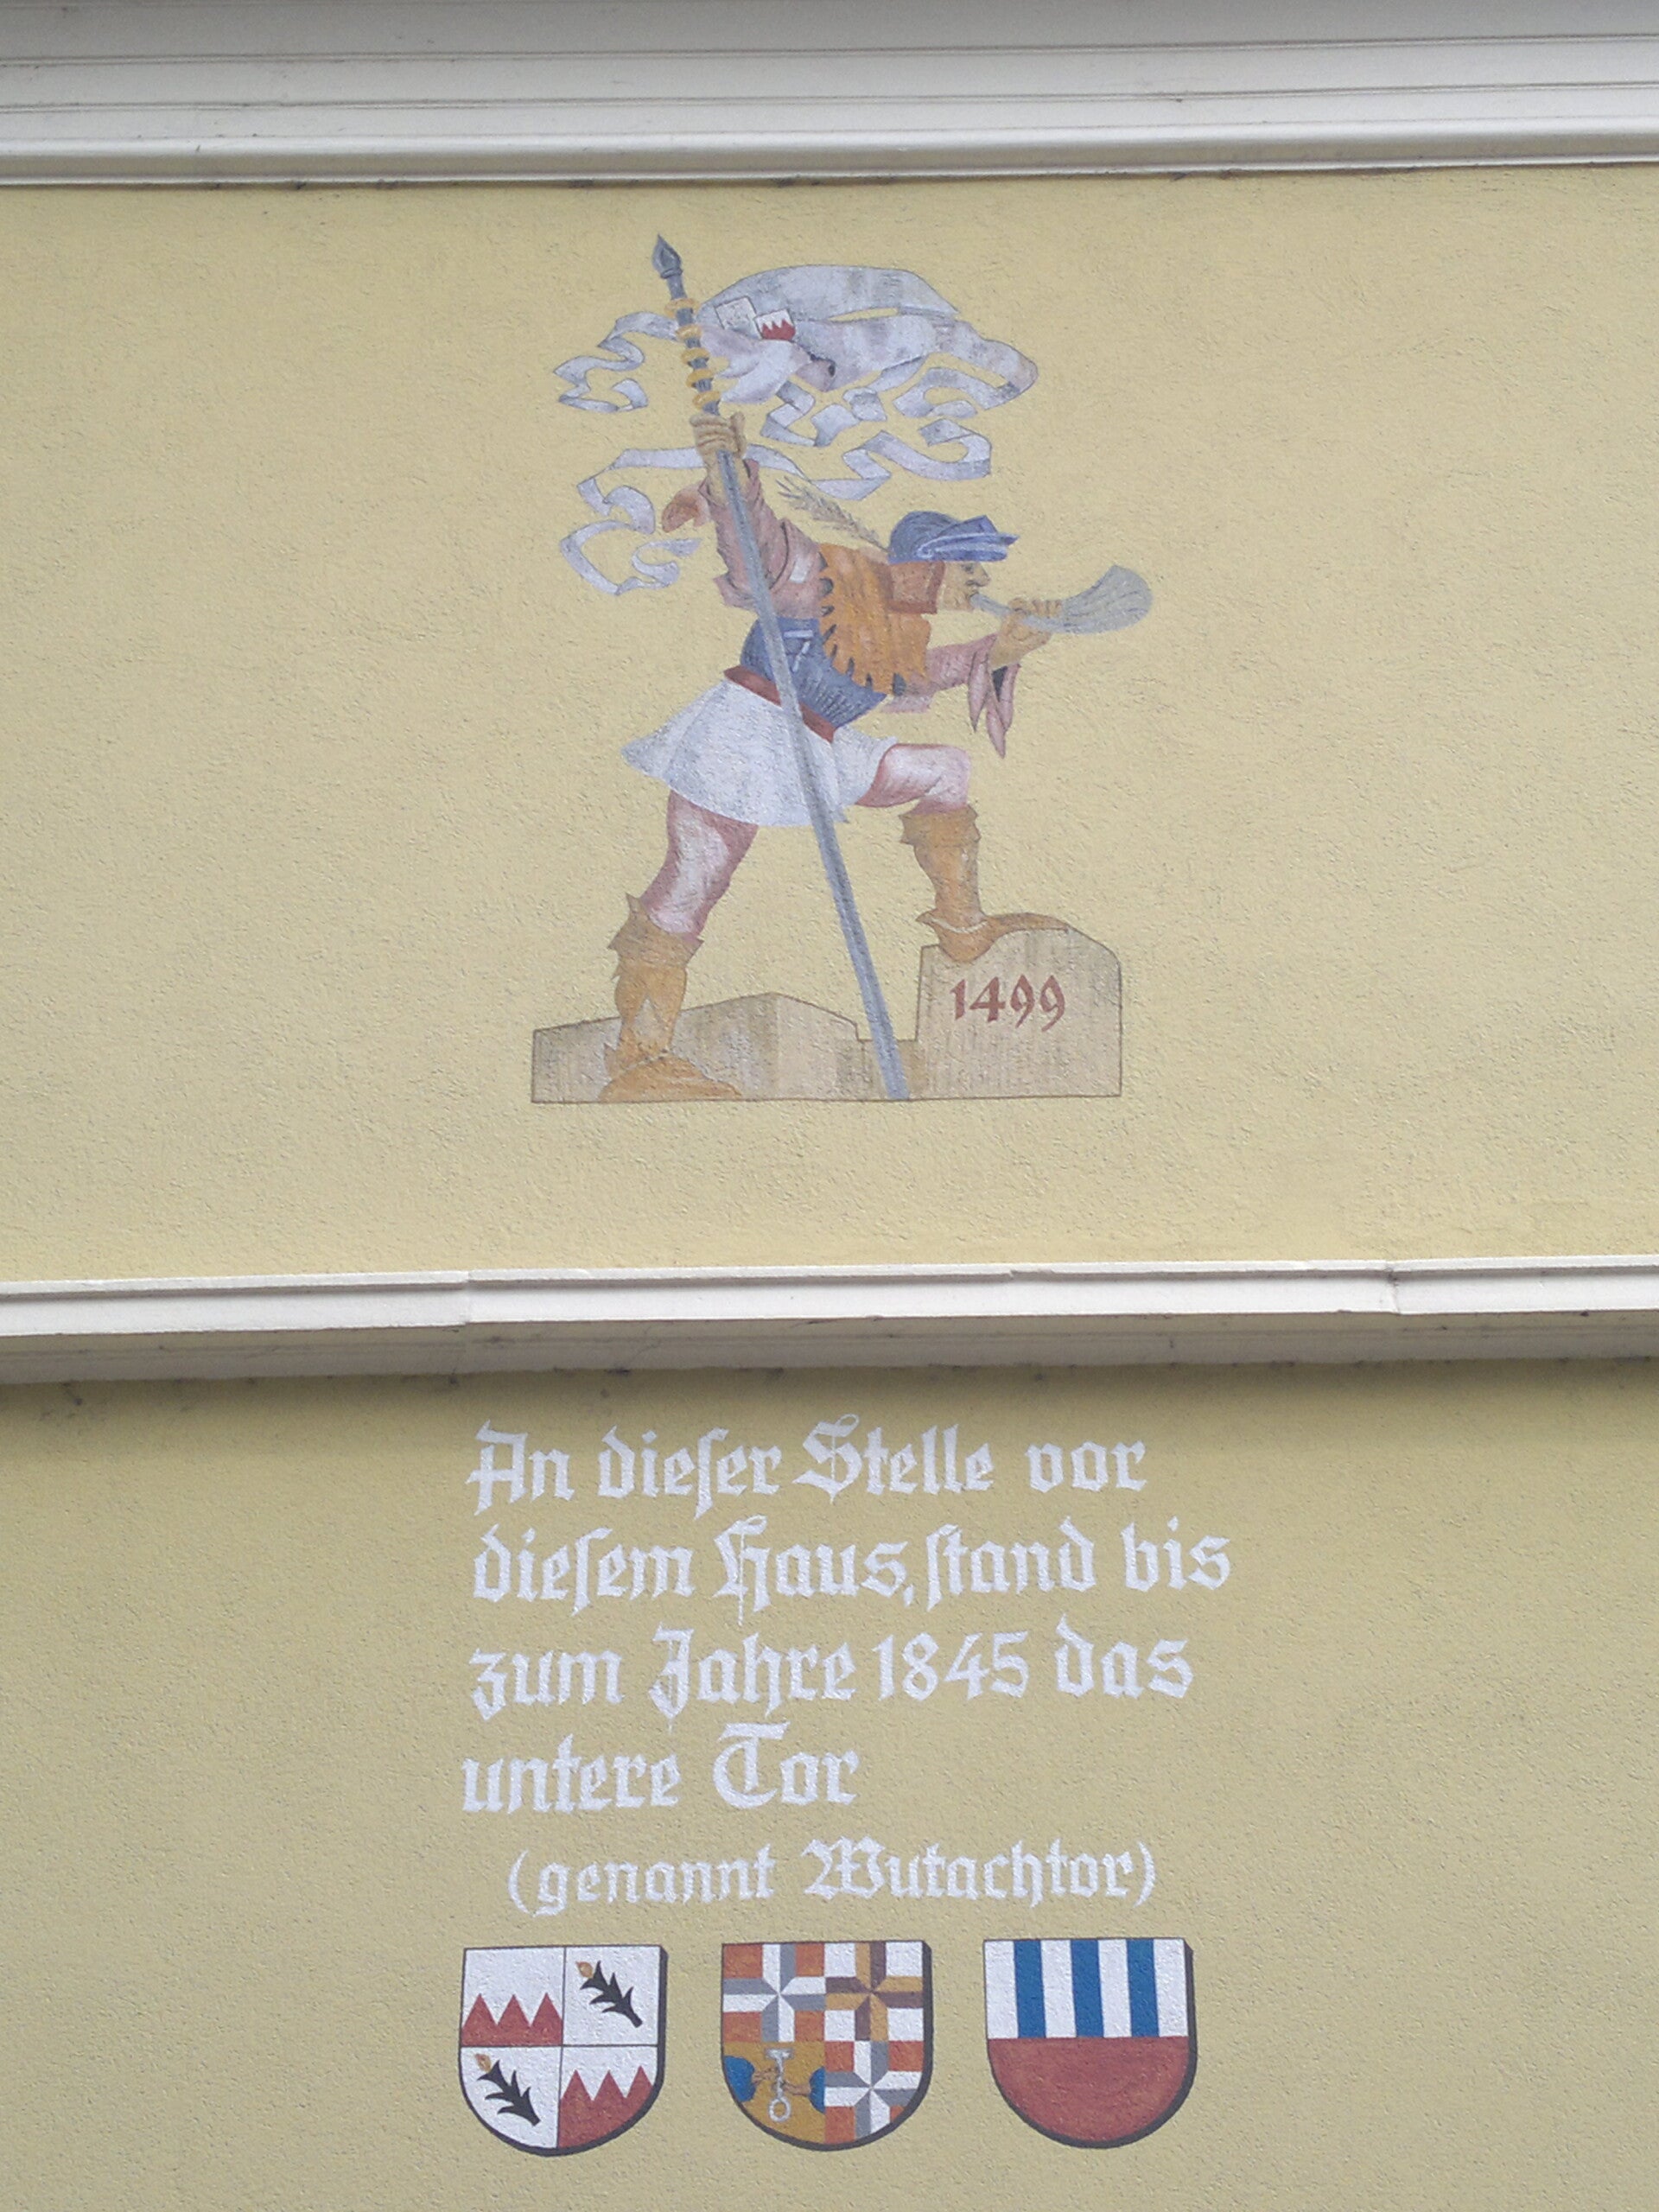 1499
An dieſer Stelle vor
dieſem Haus, ſtand bis
zum Jahre 1845 das
untere Tor
(genannt Wutachtor)